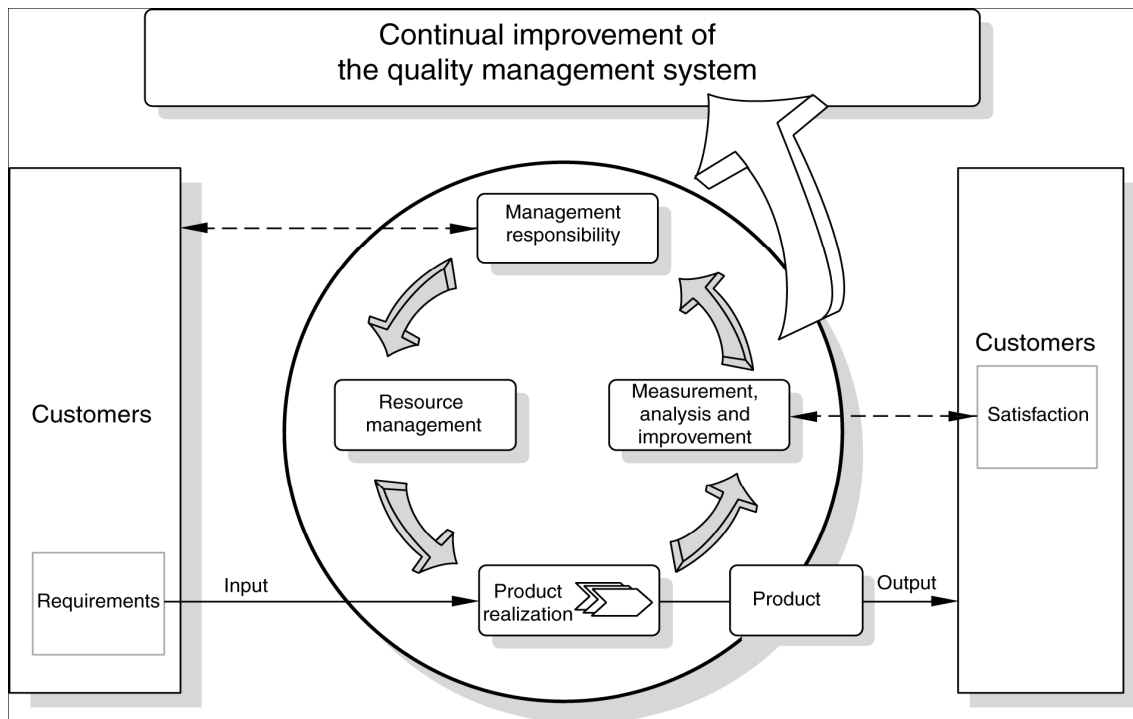 Continual improvement of
the quality management system
Management
responsibility
Customers
Resource
management
Measurement,
analysis and
improvement
Customers
Satisfaction
Requirements
Input
Product
realization
Product
Output